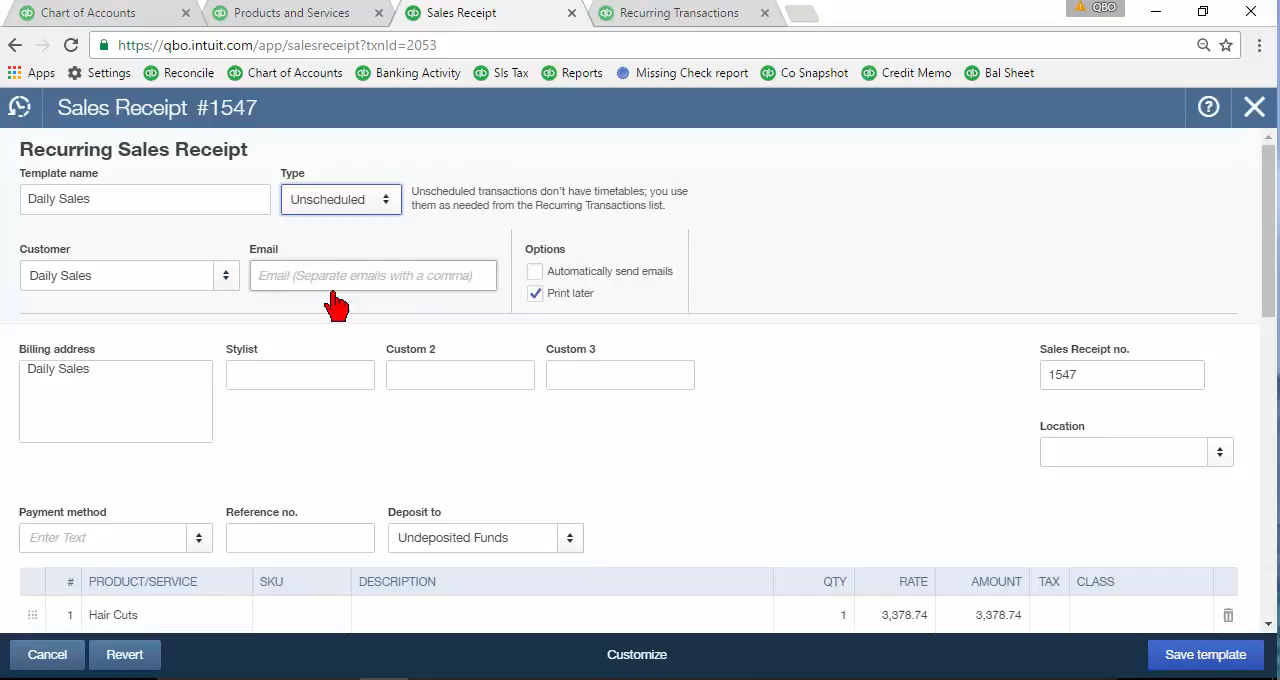 Chart of Accounts
Products and Services
Sales Receipt
Recurring Transactions
QBO
https://qbo.intuit.com/app/salesreceipt?txnId=2053
Apps
Settings
Reconcile
Chart of Accounts
Banking Activity
Sls Tax
Reports
Missing Check report
Co Snapshot
Credit Memo
Bal Sheet
Sales Receipt #1547
Recurring Sales Receipt
Template name
Type
Daily Sales
Unscheduled
Unscheduled transactions don't have timetables; you use
them as needed from the Recurring Transactions list.
Customer
Email
Options
Daily Sales
Email (Separate emails with a comma)
Automatically send emails
Print later
Billing address
Stylist
Custom 2
Custom 3
Sales Receipt no.
Daily Sales
1547
Location
Payment method
Reference no.
Deposit to
Enter Text
Undeposited Funds
# PRODUCT/SERVICE SKU DESCRIPTION QTY RATE AMOUNT TAX CLASS
1 Hair Cuts 1 3,378.74 3,378.74
Cancel
Revert
Customize
Save template